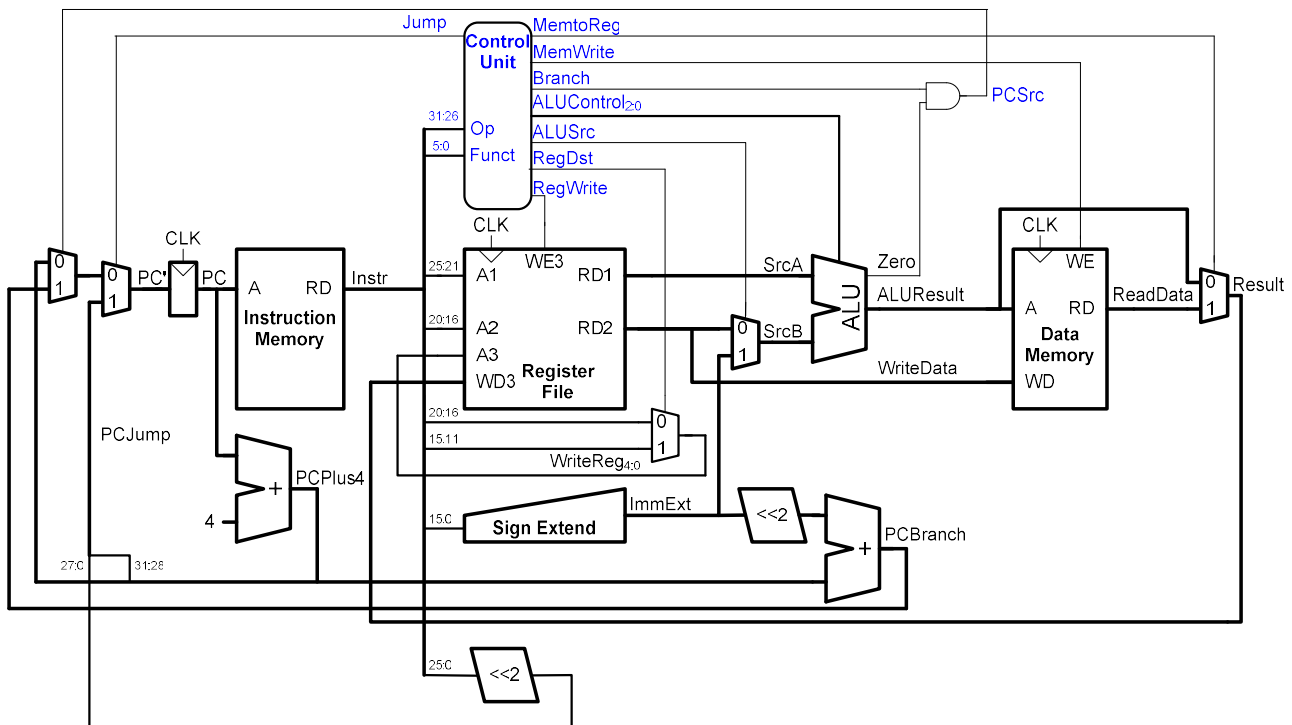 Jump
Control
Unit
MemtoReg
MemWrite
Branch
ALUControl2:0
ALUSrc
RegDst
RegWrite
PCSrc
31:26
Op
5:0
Funct
CLK
CLK
CLK
0
1
PC'
0
1
PC
A
RD
Instruction
Memory
Instr
25:21
A1
WE3
RD1
20:16
A2
RD2
A3
WD3
Register
File
SrcA
0
1
SrcB
ALU
Zero
ALUResult
WriteData
WE
A
RD
Data
Memory
WD
ReadData
0
1
Result
20:16
0
15:11
1
WriteReg4:0
PCJump
PCPlus4
+
4
15:0
Sign Extend
ImmExt
<<2
+
PCBranch
27:0
31:28
25:0
<<2